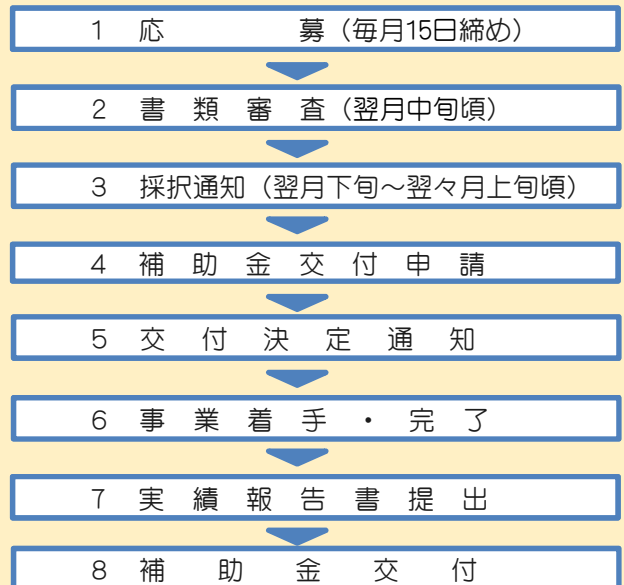 1 応募（毎月15日締め）
2 書類審査（翌月中旬頃）
3 採択通知（翌月下旬～翌々月上旬頃）
4 補助金交付申請
5 交付決定通知
6 事業着手・完了
7 実績報告書提出
8 補助金交付